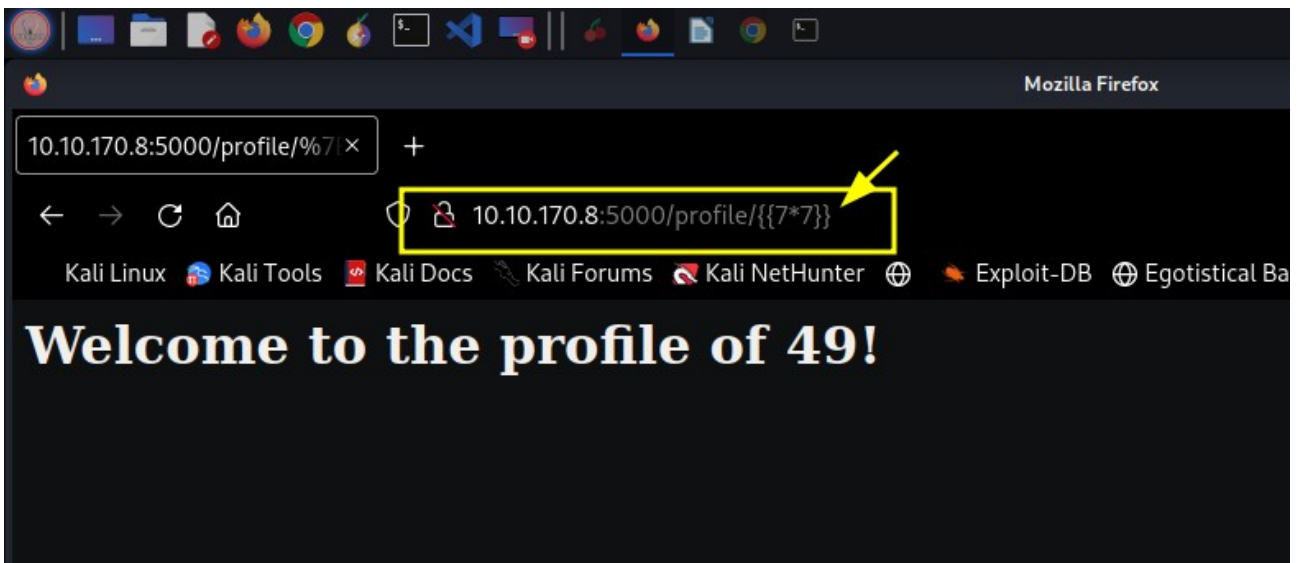 Mozilla Firefox
10.10.170.8:5000/profile/%7
10.10.170.8:5000/profile/{{7*7}}
Kali Linux Kali Tools Kali Docs Kali Forums Kali NetHunter Exploit-DB Egotistical Ba
Welcome to the profile of 49!